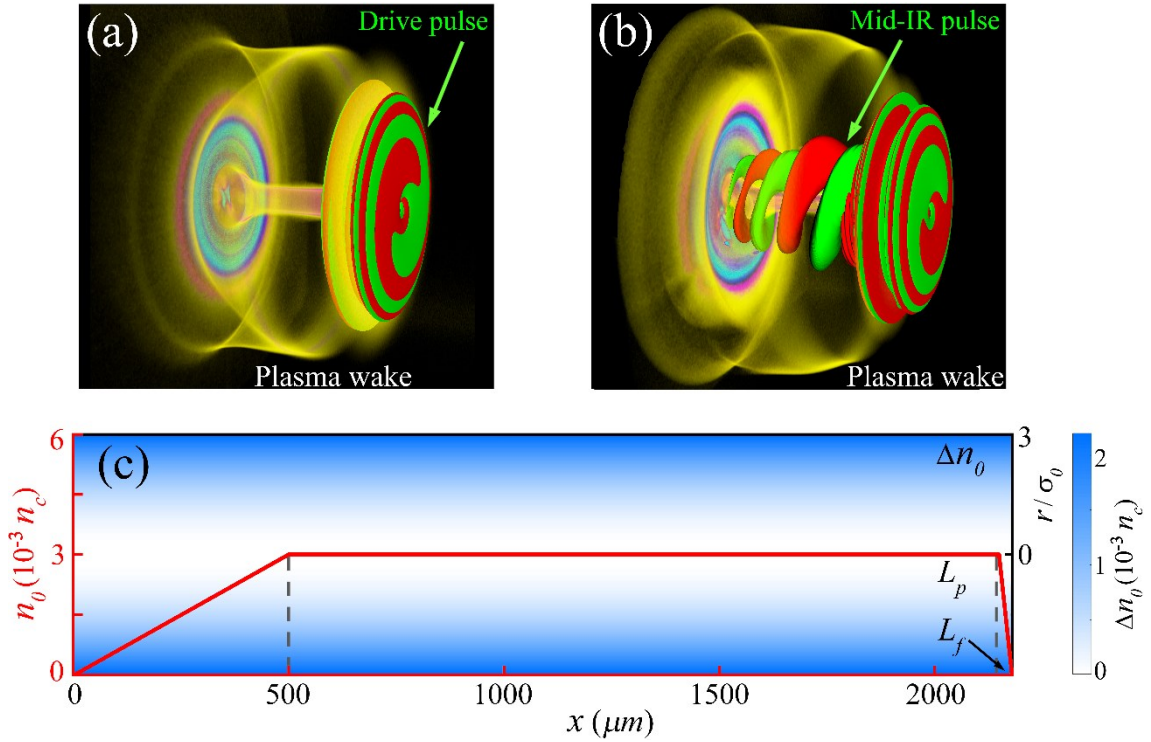 (a)
Drive pulse
Plasma wake
(b)
Mid-IR pulse
Plasma wake
(c)
n₀ (10⁻³ n_c)
6
3
0
Δn₀
L_p
L_f
3
0
r / σ₀
2
1
0
Δn₀ (10⁻³ n_c)
0 500 1000 1500 2000
x (μm)